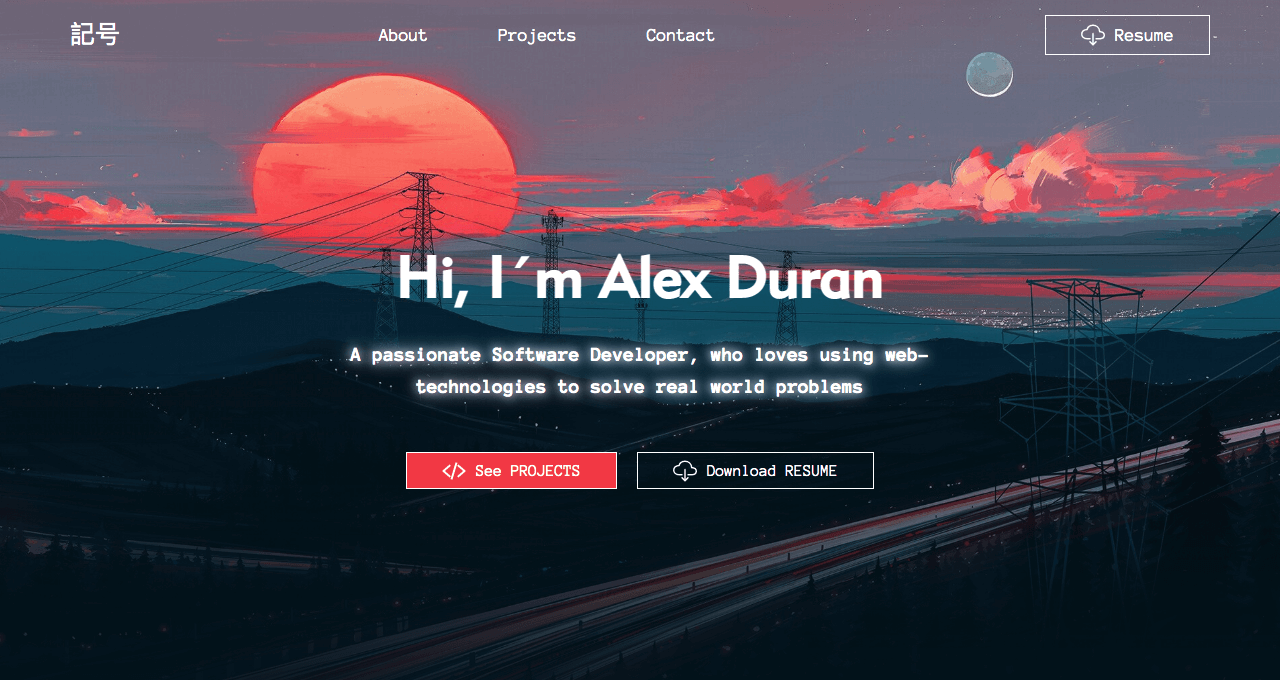 記号
About
Projects
Contact
Resume
Hi, I´m Alex Duran
A passionate Software Developer, who loves using web-
technologies to solve real world problems
</> See PROJECTS
Download RESUME